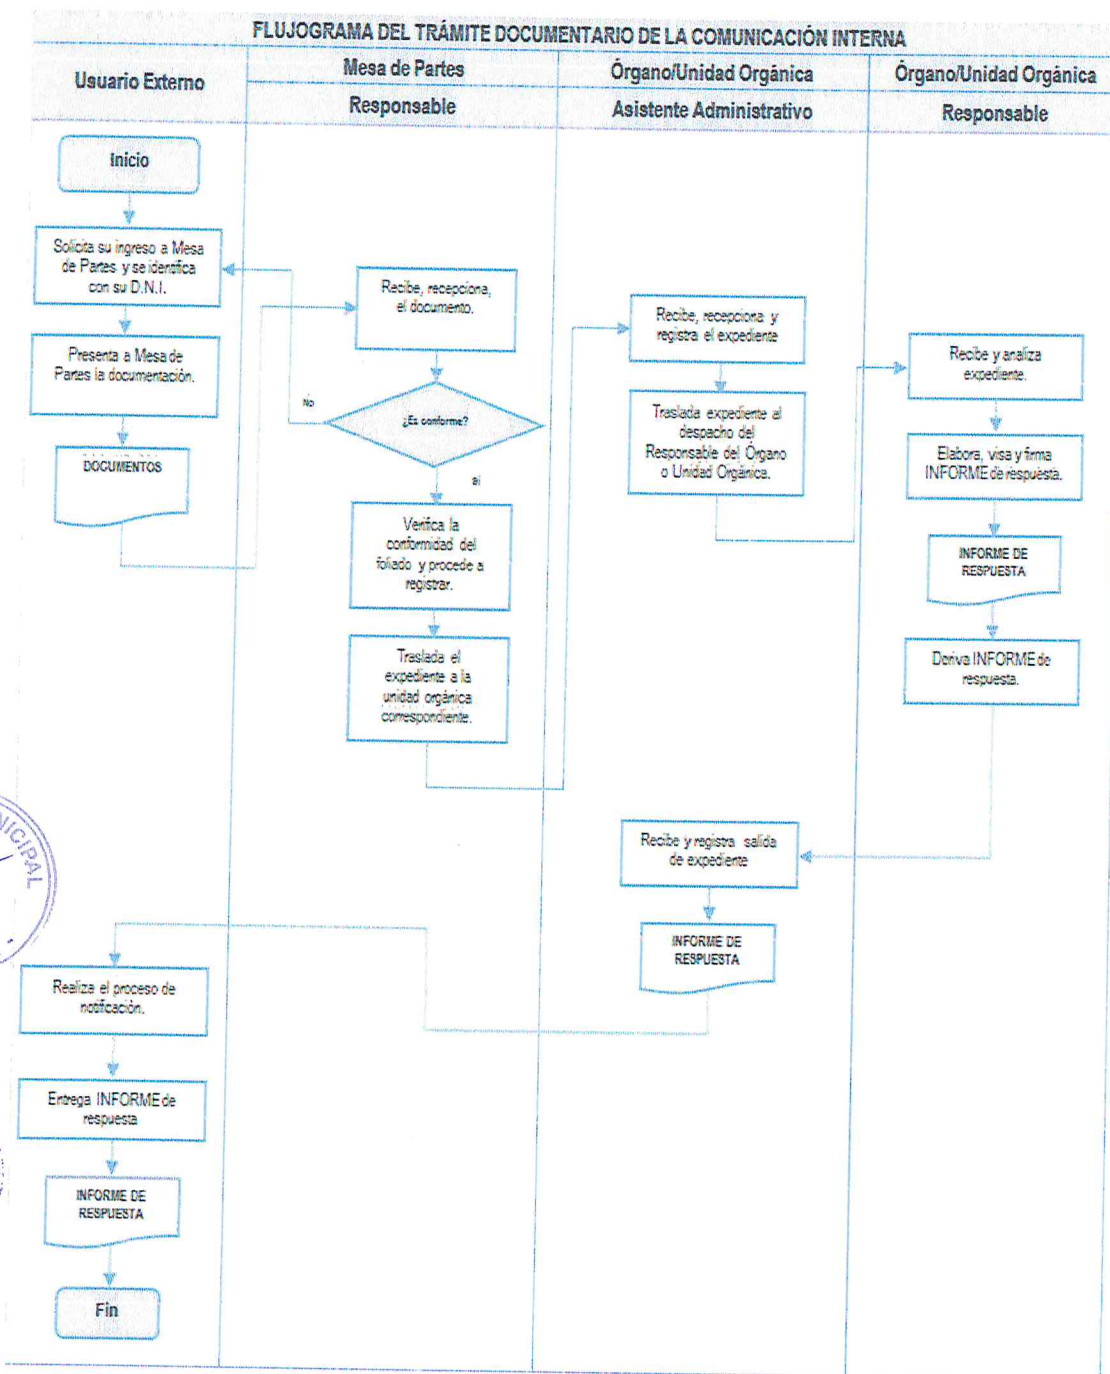 FLUJOGRAMA DEL TRÁMITE DOCUMENTARIO DE LA COMUNICACIÓN INTERNA
Usuario Externo
Mesa de Partes
Responsable
Órgano/Unidad Orgánica
Asistente Administrativo
Órgano/Unidad Orgánica
Responsable
Inicio
Solicita su ingreso a Mesa
de Partes y se identifica
con su D.N.I.
Presenta a Mesa de
Partes la documentación.
DOCUMENTOS
Recibe, recepciona,
el documento.
¿Es conforme?
No
si
Verifica la
conformidad del
foliado y procede a
registrar.
Traslada el
expediente a la
unidad orgánica
correspondiente.
Recibe, recepciona y
registra el expediente
Traslada expediente al
despacho del
Responsable del Órgano
o Unidad Orgánica.
Recibe y analiza
expediente.
Elabora, visa y firma
INFORME de respuesta.
INFORME DE
RESPUESTA
Deriva INFORME de
respuesta.
Recibe y registra salida
de expediente
INFORME DE
RESPUESTA
Realiza el proceso de
notificación.
Entrega INFORME de
respuesta
INFORME DE
RESPUESTA
Fin
NICIPAL